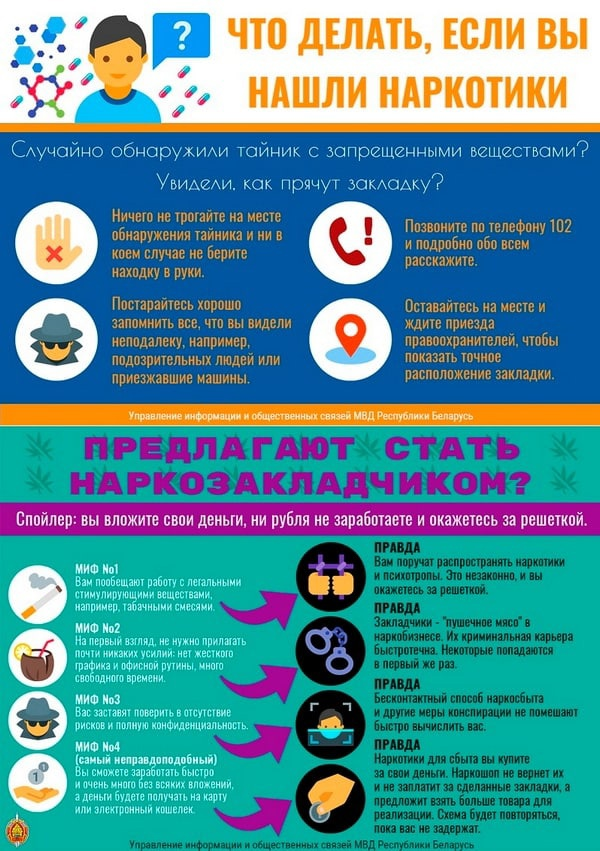 ?
ЧТО ДЕЛАТЬ, ЕСЛИ ВЫ
НАШЛИ НАРКОТИКИ
Случайно обнаружили тайник с запрещенными веществами?
Увидели, как прячут закладку?
Ничего не трогайте на месте
обнаружения тайника и ни в
коем случае не берите
находку в руки.
Позвоните по телефону 102
и подробно обо всем
расскажите.
Постарайтесь хорошо
запомнить все, что вы видели
неподалеку, например,
подозрительных людей или
приезжавшие машины.
Оставайтесь на месте и
ждите приезда
правоохранителей, чтобы
показать точное
расположение закладки.
Управление информации и общественных связей МВД Республики Беларусь
ПРЕДЛАГАЮТ СТАТЬ
НАРКОЗАКЛАДЧИКОМ?
Спойлер: вы вложите свои деньги, ни рубля не заработаете и окажетесь за решеткой.
МИФ №1
Вам пообещают работу с легальными
стимулирующими веществами,
например, табачными смесями.
ПРАВДА
Вам поручат распространять наркотики
и психотропы. Это незаконно, и вы
окажетесь за решеткой.
МИФ №2
На первый взгляд, не нужно прилагать
почти никаких усилий: нет жесткого
графика и офисной рутины, много
свободного времени.
ПРАВДА
Закладчики - "пушечное мясо" в
наркобизнесе. Их криминальная карьера
быстротечна. Некоторые попадаются
в первый же раз.
МИФ №3
Вас заставят поверить в отсутствие
рисков и полную конфиденциальность.
ПРАВДА
Бесконтактный способ наркосбыта
и другие меры конспирации не помешают
быстро вычислить вас.
МИФ №4
(самый неправдоподобный)
Вы сможете заработать быстро
и очень много без всяких вложений,
а деньги будете получать на карту
или электронный кошелек.
ПРАВДА
Наркотики для сбыта вы купите
за свои деньги. Наркошоп не вернет их
и не заплатит за сделанные закладки, а
предложит взять больше товара для
реализации. Схема будет повторяться,
пока вас не задержат.
Управление информации и общественных связей МВД Республики Беларусь